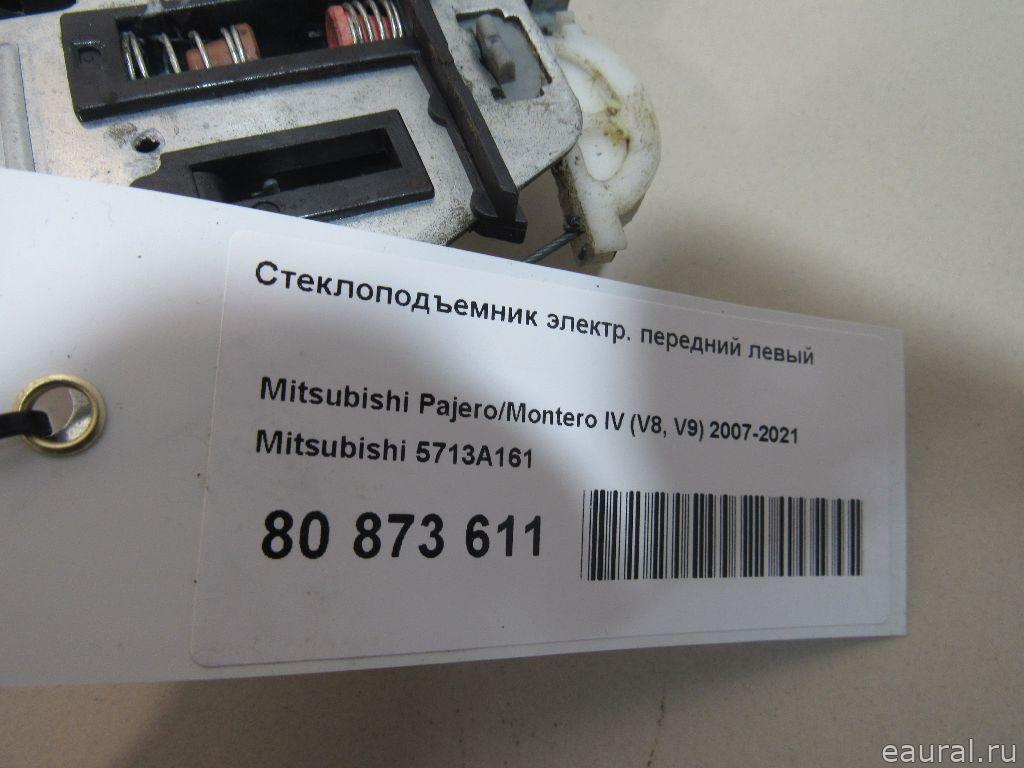 Стеклоподъемник электр. передний левый
Mitsubishi Pajero/Montero IV (V8, V9) 2007-2021
Mitsubishi 5713A161
80 873 611
eaural.ru